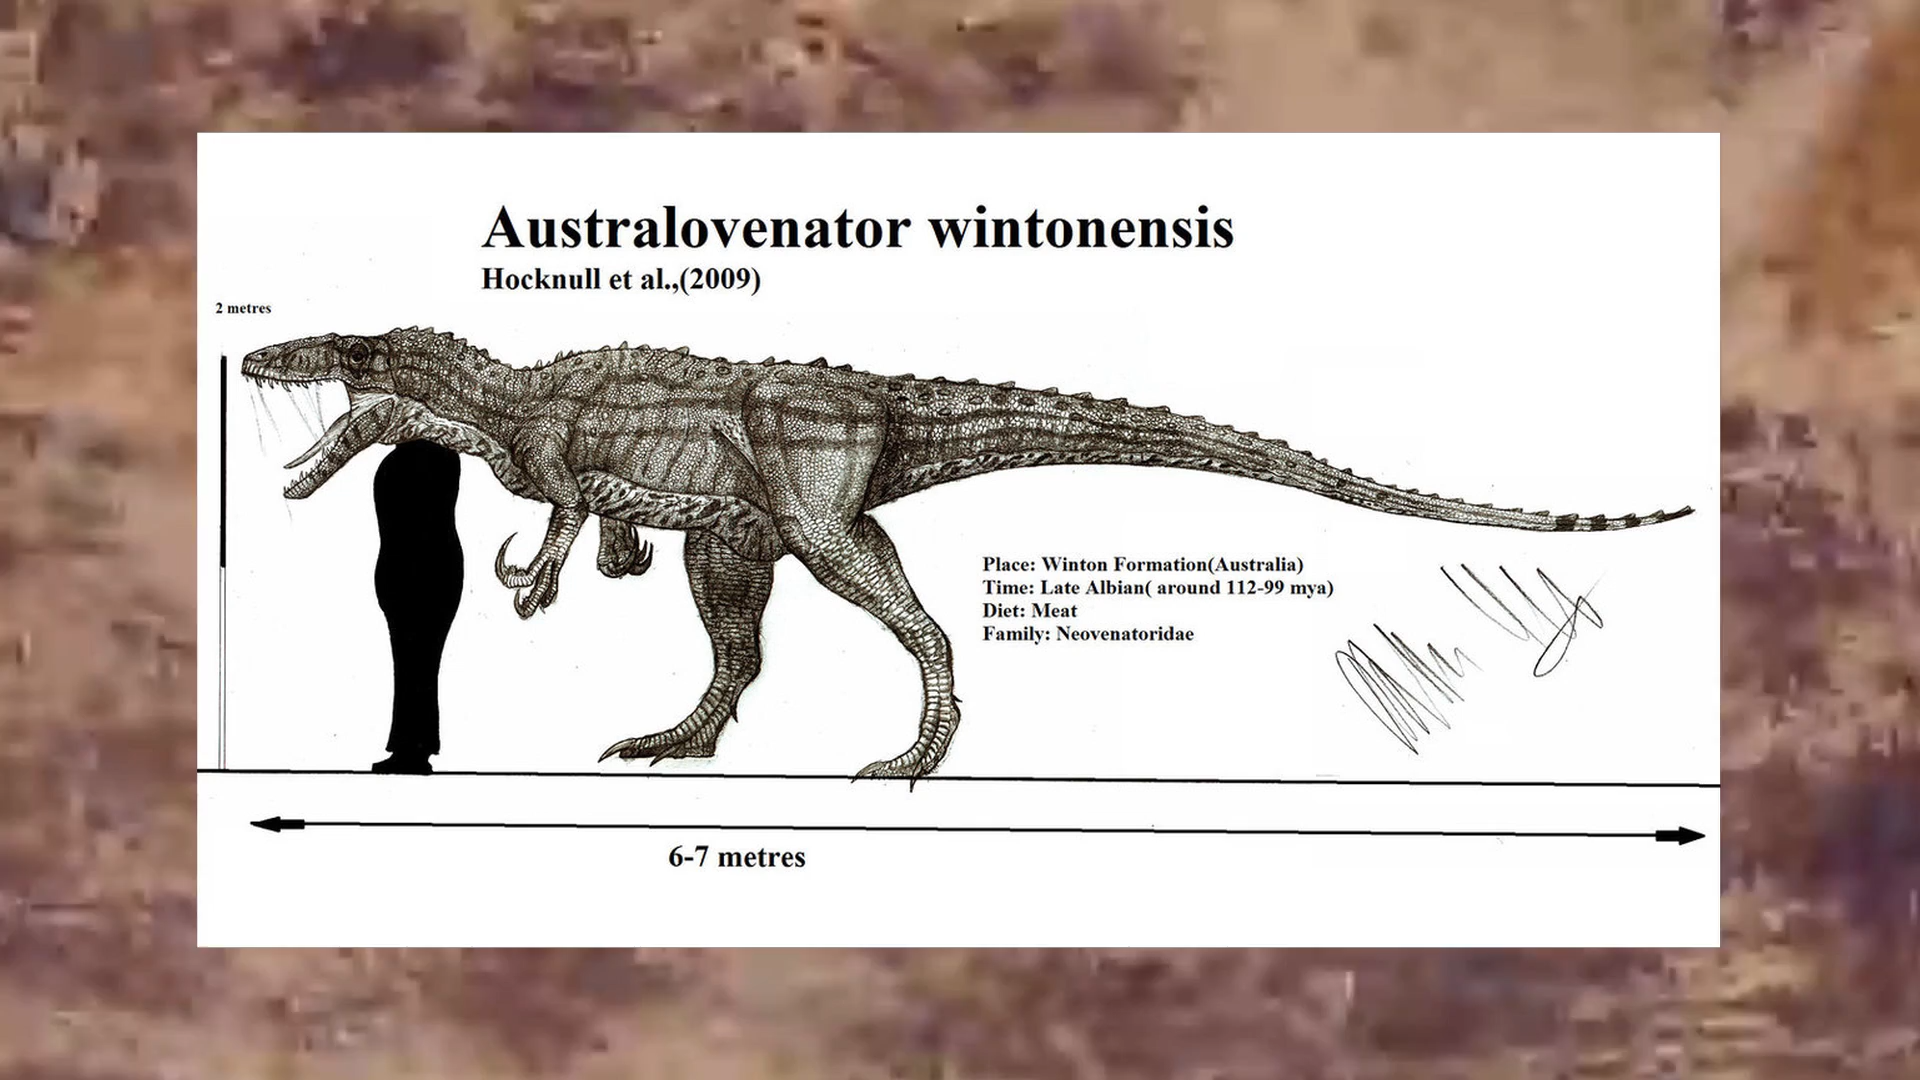 Australovenator wintonensis
Hocknull et al.,(2009)
2 metres
Place: Winton Formation(Australia)
Time: Late Albian( around 112-99 mya)
Diet: Meat
Family: Neovenatoridae
6-7 metres